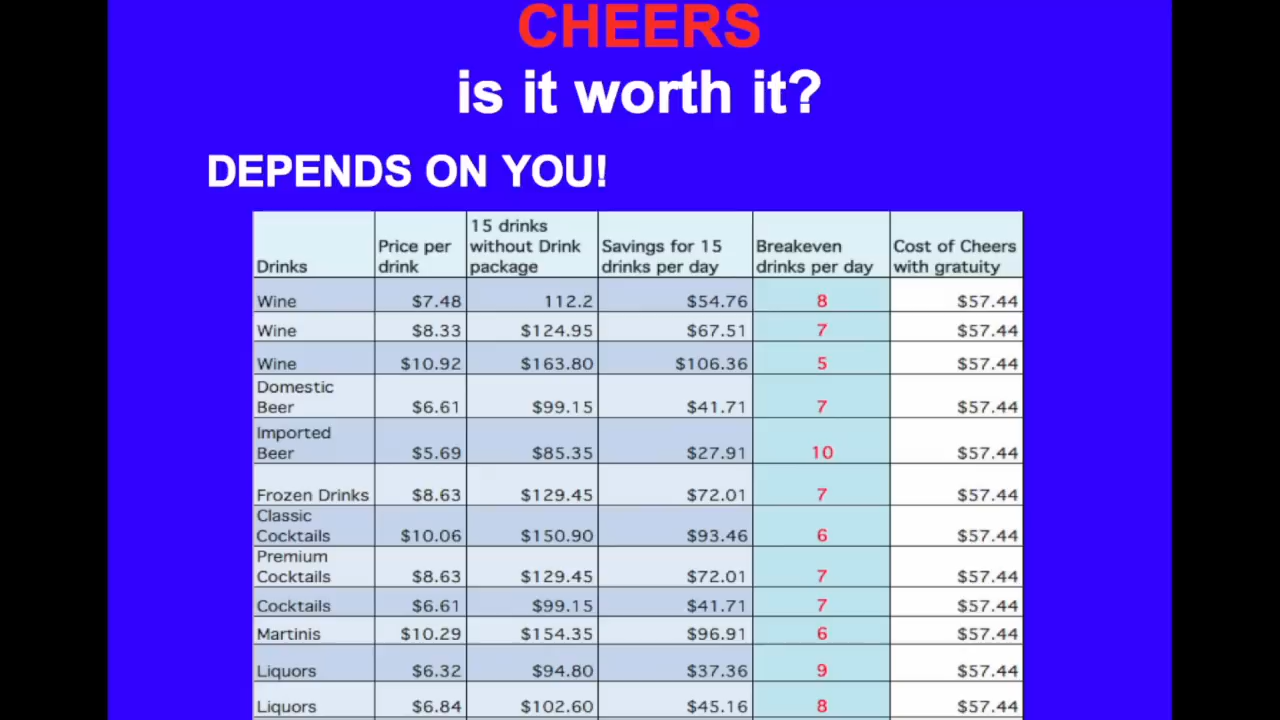 CHEERS
is it worth it?
DEPENDS ON YOU!
Drinks | Price per drink | 15 drinks without Drink package | Savings for 15 drinks per day | Breakeven drinks per day | Cost of Cheers with gratuity
Wine | $7.48 | 112.2 | $54.76 | 8 | $57.44
Wine | $8.33 | $124.95 | $67.51 | 7 | $57.44
Wine | $10.92 | $163.80 | $106.36 | 5 | $57.44
Domestic Beer | $6.61 | $99.15 | $41.71 | 7 | $57.44
Imported Beer | $5.69 | $85.35 | $27.91 | 10 | $57.44
Frozen Drinks | $8.63 | $129.45 | $72.01 | 7 | $57.44
Classic Cocktails | $10.06 | $150.90 | $93.46 | 6 | $57.44
Premium Cocktails | $8.63 | $129.45 | $72.01 | 7 | $57.44
Cocktails | $6.61 | $99.15 | $41.71 | 7 | $57.44
Martinis | $10.29 | $154.35 | $96.91 | 6 | $57.44
Liquors | $6.32 | $94.80 | $37.36 | 9 | $57.44
Liquors | $6.84 | $102.60 | $45.16 | 8 | $57.44